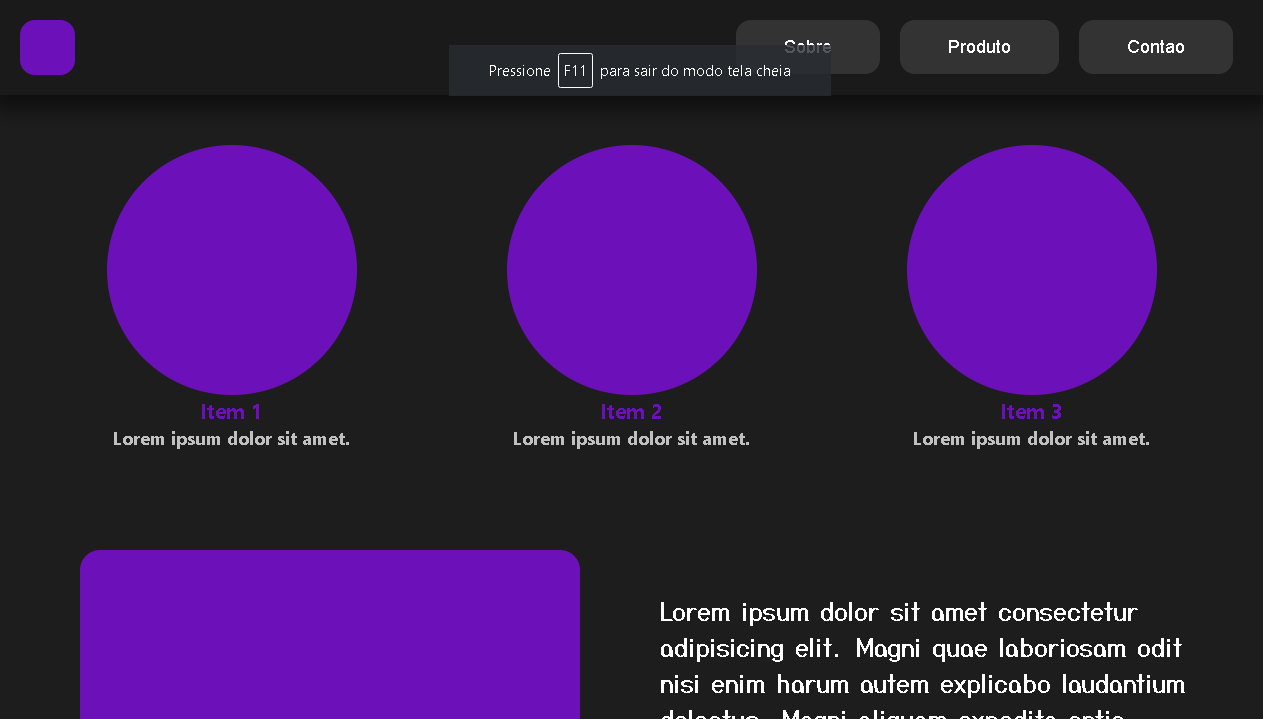 Sobre
Produto
Contao
Pressione F11 para sair do modo tela cheia
Item 1
Lorem ipsum dolor sit amet.
Item 2
Lorem ipsum dolor sit amet.
Item 3
Lorem ipsum dolor sit amet.
Lorem ipsum dolor sit amet consectetur
adipisicing elit. Magni quae laboriosam odit
nisi enim harum autem explicabo laudantium